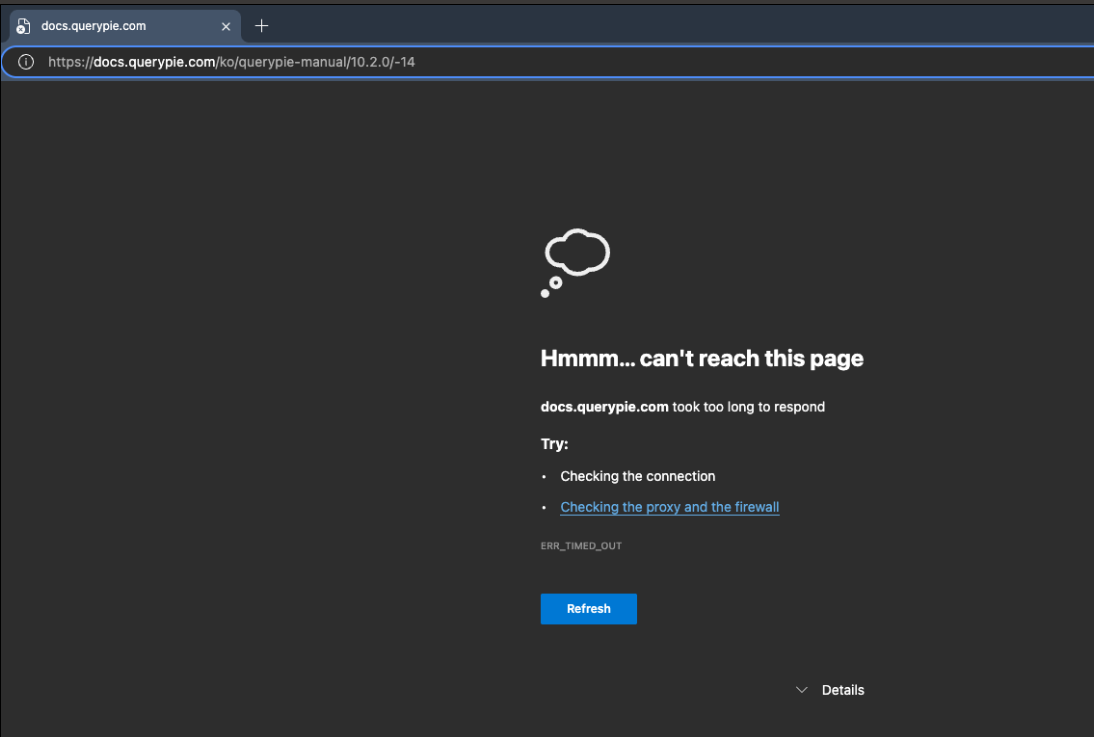 docs.querypie.com
https://docs.querypie.com/ko/querypie-manual/10.2.0/-14
Hmmm... can't reach this page
docs.querypie.com took too long to respond
Try:
• Checking the connection
• Checking the proxy and the firewall
ERR_TIMED_OUT
Refresh
Details